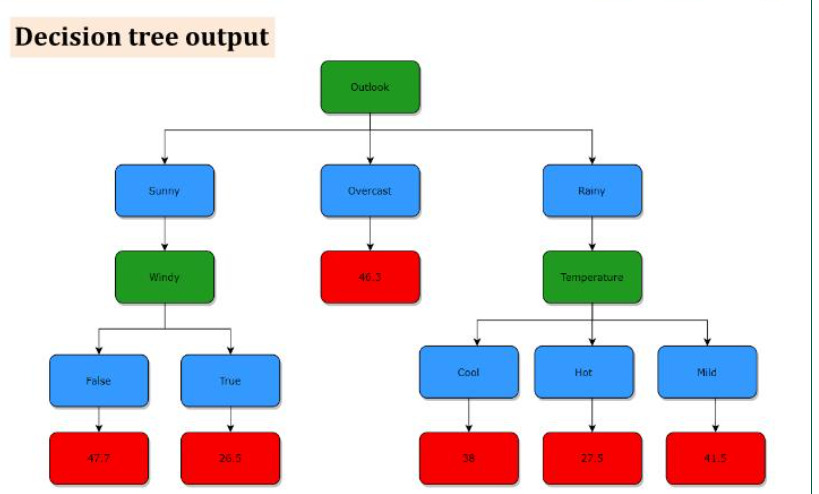 Decision tree output
Outlook
Sunny
Overcast
Rainy
Windy
46.3
Temperature
False
True
Cool
Hot
Mild
47.7
26.5
38
27.5
41.5